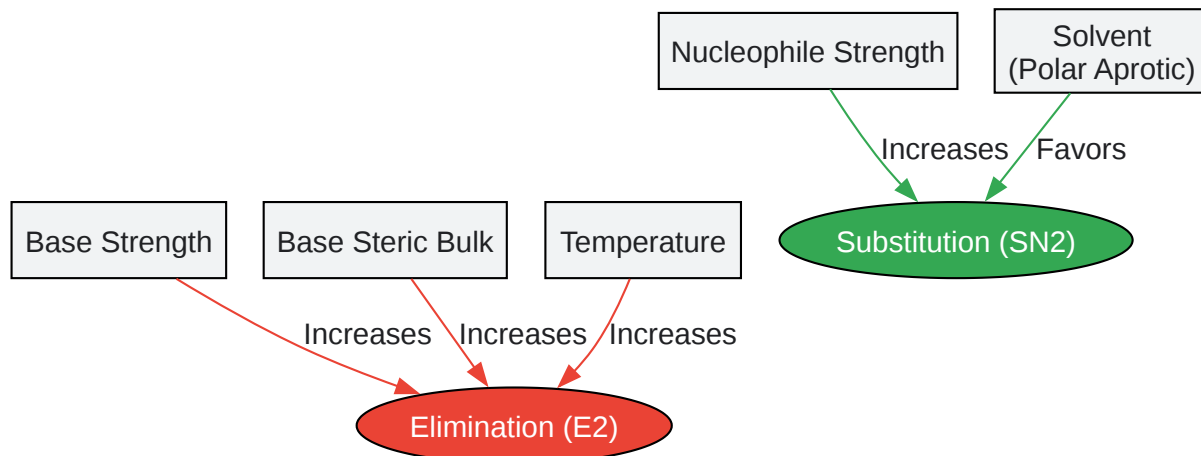 Nucleophile Strength
Solvent
(Polar Aprotic)
Increases
Favors
Base Strength
Base Steric Bulk
Temperature
Substitution (SN2)
Increases
Increases
Increases
Elimination (E2)